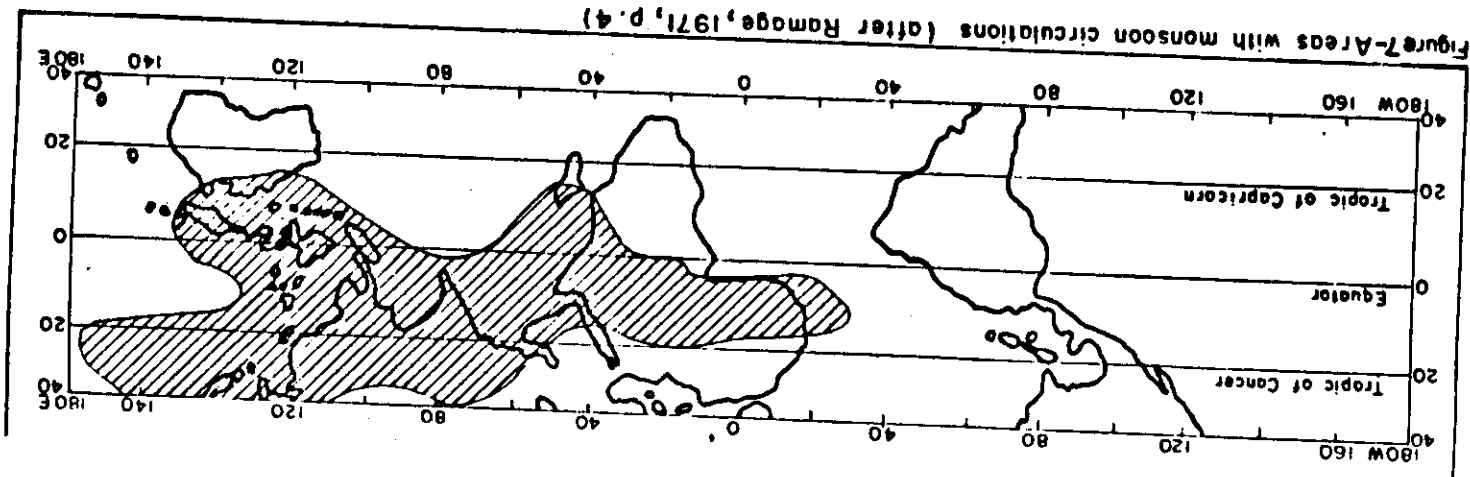 180W 160 120 80 40 0 40 80 120 140 180E
40 40
20 Tropic of Cancer 20
0 Equator 0
20 Tropic of Capricorn 20
40 40
180W 160 120 80 40 0 40 80 120 140 180E
Figure7-Areas with monsoon circulations (after Ramage,1971,p.4)